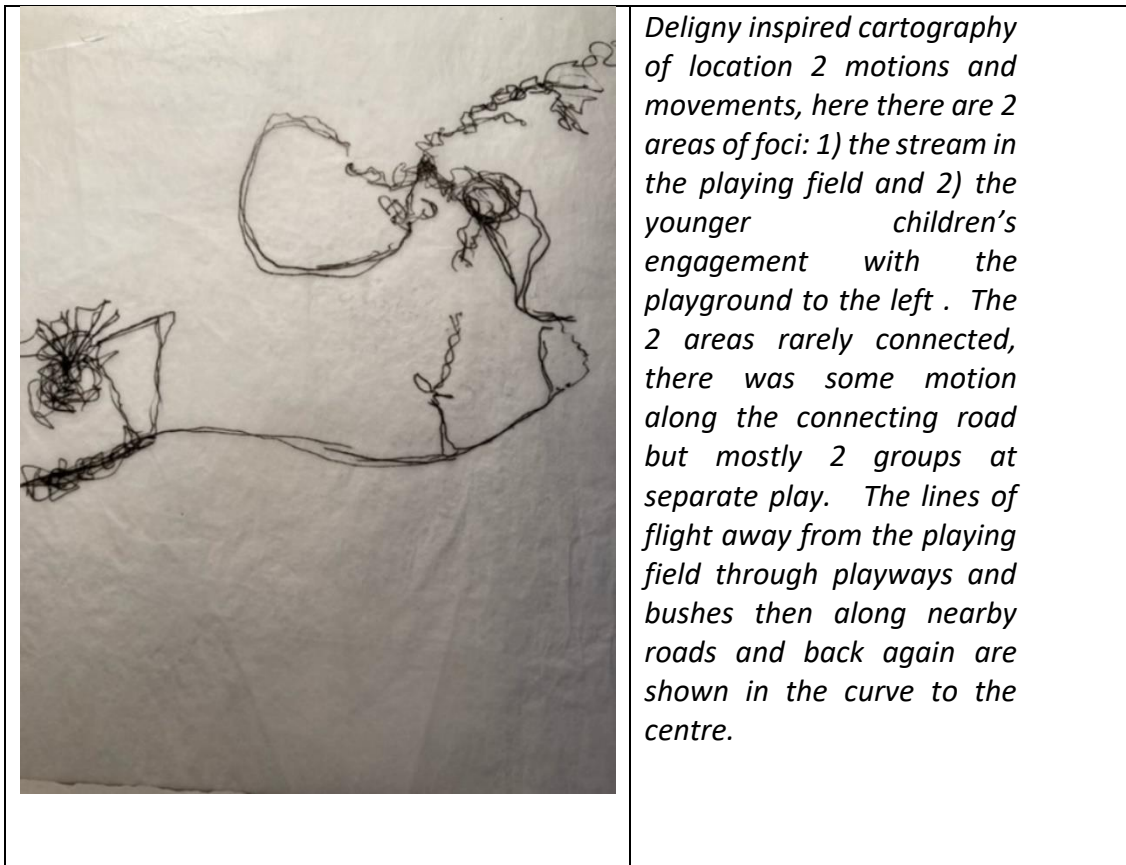 Deligny inspired cartography
of location 2 motions and
movements, here there are 2
areas of foci: 1) the stream in
the playing field and 2) the
younger children’s
engagement with the
playground to the left . The
2 areas rarely connected,
there was some motion
along the connecting road
but mostly 2 groups at
separate play. The lines of
flight away from the playing
field through playways and
bushes then along nearby
roads and back again are
shown in the curve to the
centre.